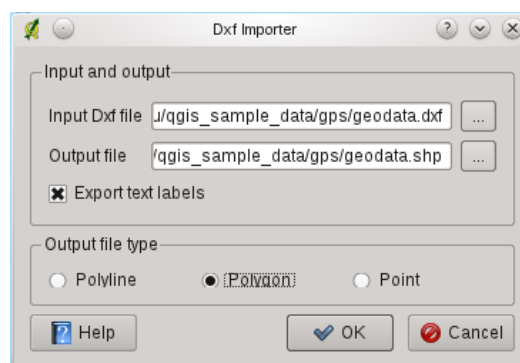 Dxf Importer
Input and output
Input Dxf file u/qgis_sample_data/gps/geodata.dxf ...
Output file /qgis_sample_data/gps/geodata.shp ...
Export text labels
Output file type
Polyline Polygon Point
? Help OK Cancel